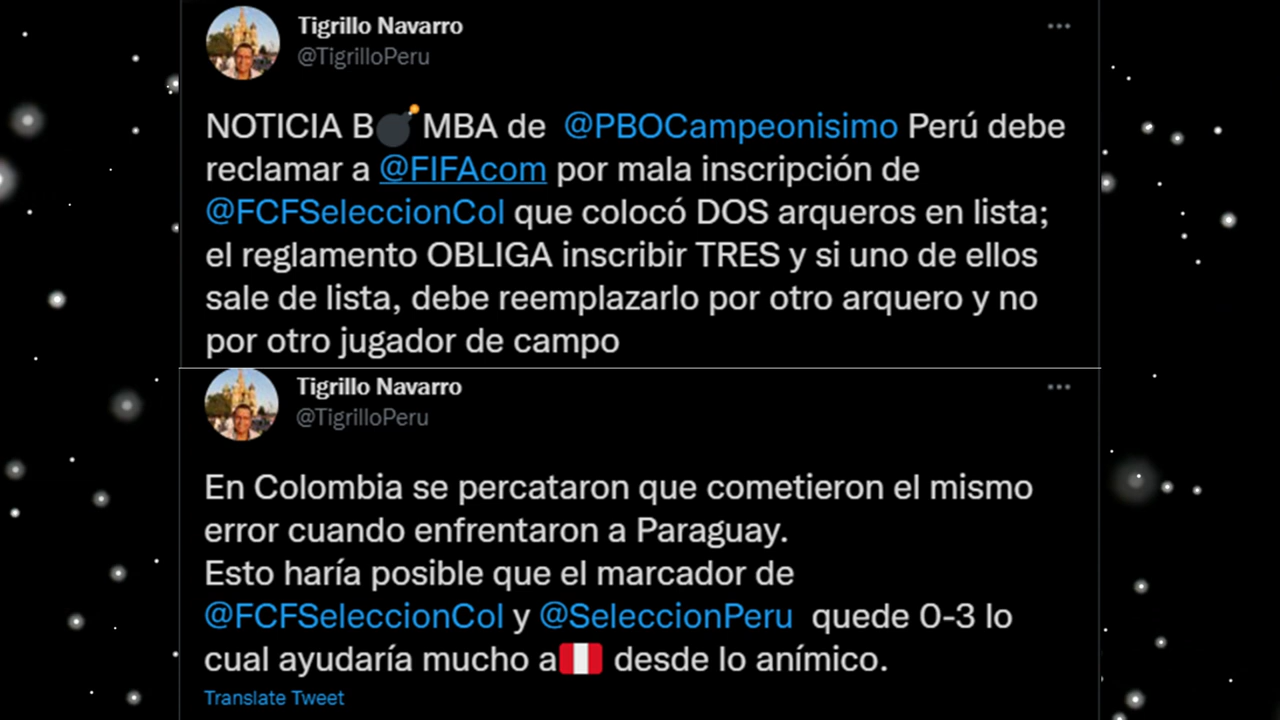 Tigrillo Navarro
@TigrilloPeru
NOTICIA B💣MBA de @PBOCampeonisimo Perú debe
reclamar a @FIFAcom por mala inscripción de
@FCFSeleccionCol que colocó DOS arqueros en lista;
el reglamento OBLIGA inscribir TRES y si uno de ellos
sale de lista, debe reemplazarlo por otro arquero y no
por otro jugador de campo
Tigrillo Navarro
@TigrilloPeru
En Colombia se percataron que cometieron el mismo
error cuando enfrentaron a Paraguay.
Esto haría posible que el marcador de
@FCFSeleccionCol y @SeleccionPeru quede 0-3 lo
cual ayudaría mucho a🇵🇪 desde lo anímico.
Translate Tweet